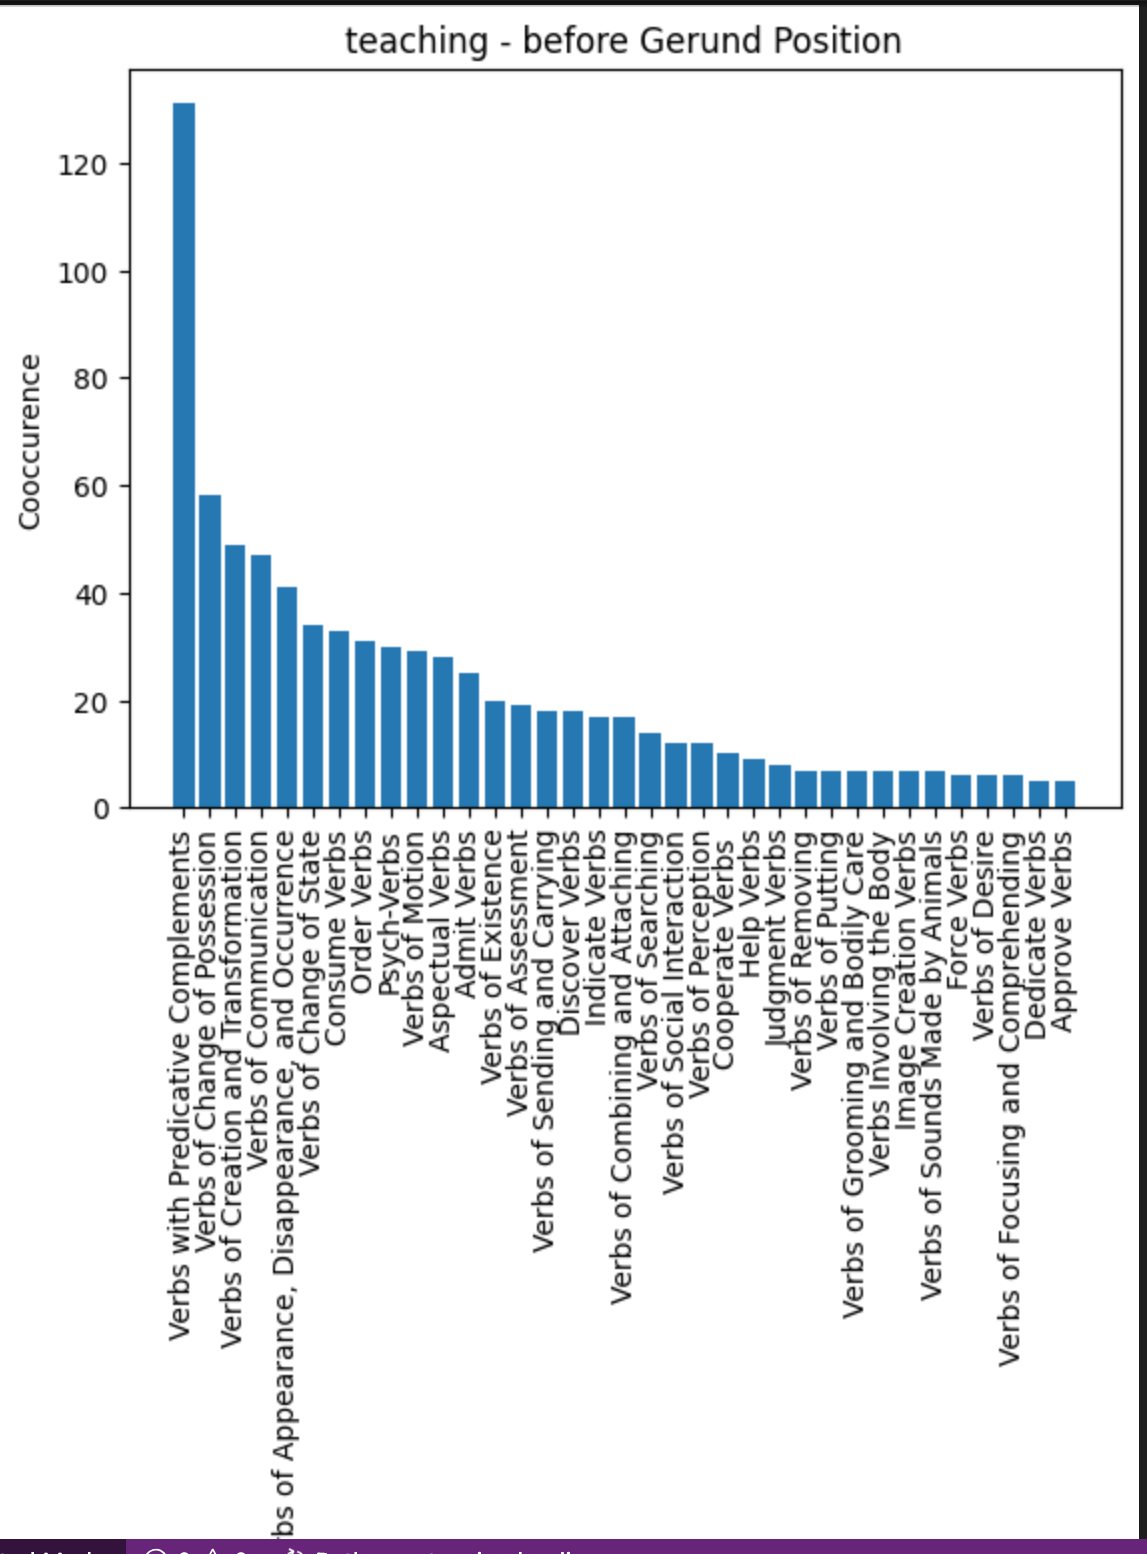 teaching - before Gerund Position
Cooccurence
120
100
80
60
40
20
0
Verbs with Predicative Complements
Verbs of Change of Possession
Verbs of Creation and Transformation
Verbs of Communication
of Appearance, Disappearance, and Occurrence
Verbs of Change of State
Consume Verbs
Order Verbs
Psych-Verbs
Verbs of Motion
Aspectual Verbs
Admit Verbs
Verbs of Existence
Verbs of Assessment
Verbs of Sending and Carrying
Discover Verbs
Indicate Verbs
Verbs of Combining and Attaching
Verbs of Searching
Verbs of Social Interaction
Verbs of Perception
Cooperate Verbs
Help Verbs
Judgment Verbs
Verbs of Removing
Verbs of Putting
Verbs of Grooming and Bodily Care
Verbs Involving the Body
Image Creation Verbs
Verbs of Sounds Made by Animals
Force Verbs
Verbs of Desire
Verbs of Focusing and Comprehending
Dedicate Verbs
Approve Verbs